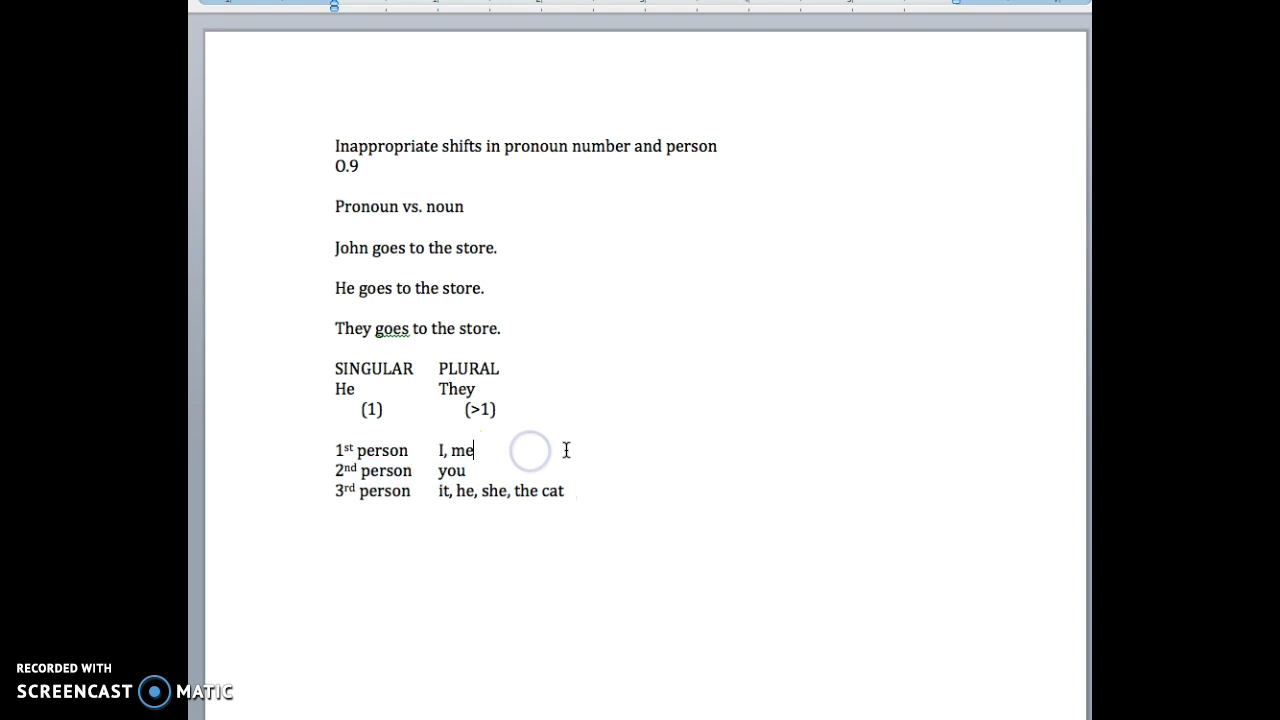 Inappropriate shifts in pronoun number and person
O.9
Pronoun vs. noun
John goes to the store.
He goes to the store.
They goes to the store.
SINGULAR PLURAL
He They
(1) (>1)
1st person I, me
2nd person you
3rd person it, he, she, the cat
RECORDED WITH
SCREENCAST MATIC